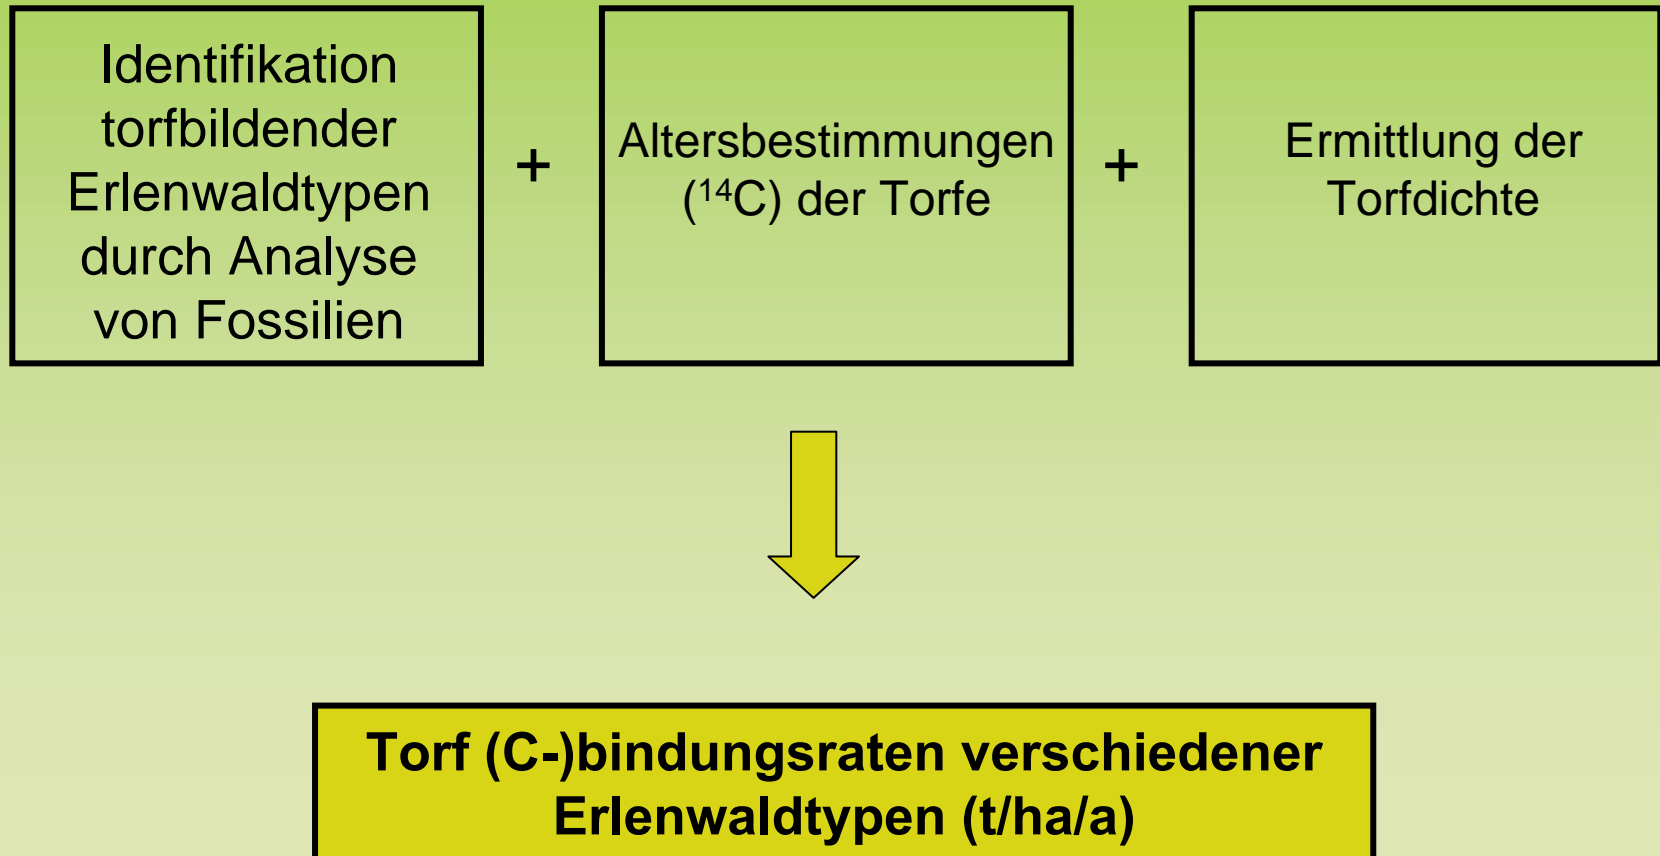 Identifikation
torfbildender
Erlenwaldtypen
durch Analyse
von Fossilien
+
Altersbestimmungen
(¹⁴C) der Torfe
+
Ermittlung der
Torfdichte
Torf (C-)bindungsraten verschiedener
Erlenwaldtypen (t/ha/a)